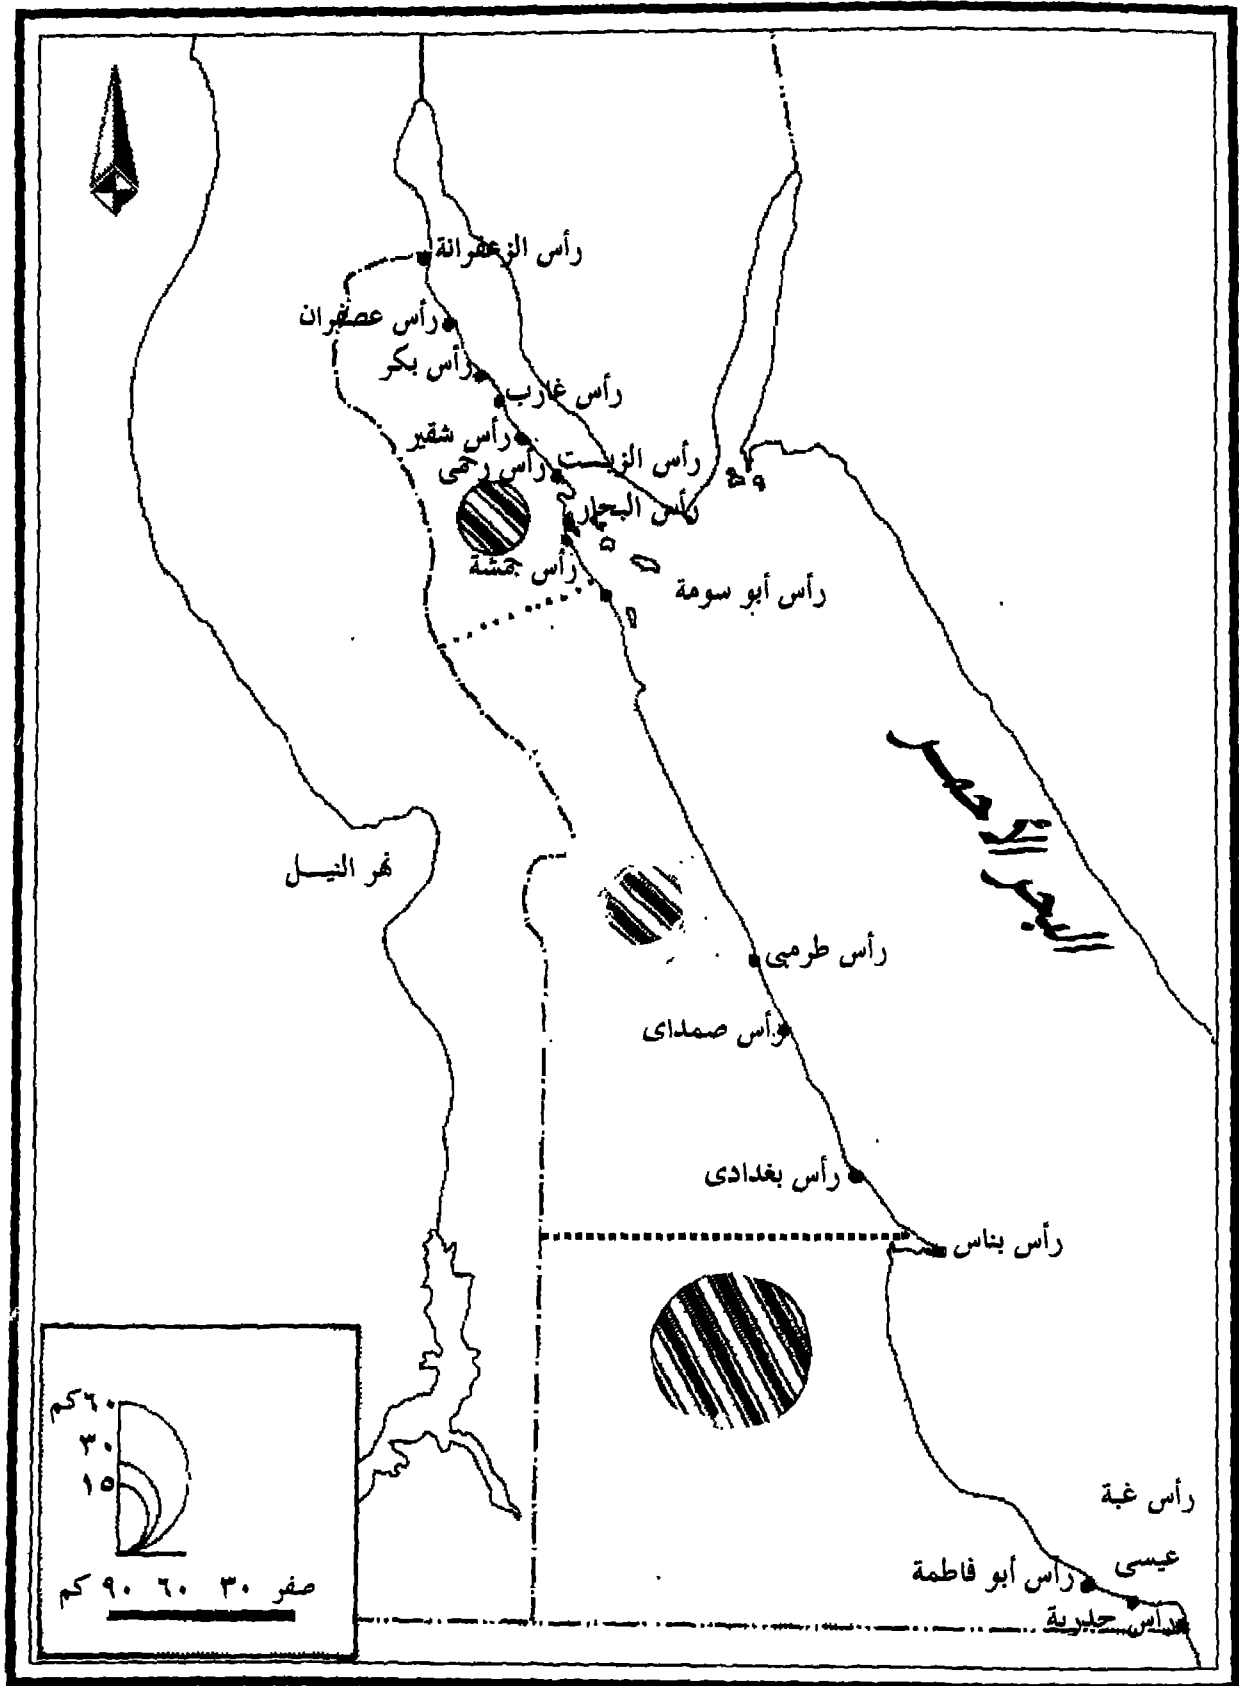 رأس الزعفرانة
رأس عصفران
رأس بكر
رأس غارب
رأس شقير
رأس الزيت
رأس رحمى
رأس البحار
رأس جمشة
رأس أبو سومة
البحر الأحمر
نهر النيل
رأس طرمبى
رأس صمداى
رأس بغدادى
رأس بناس
رأس غبة
عيسى
رأس أبو فاطمة
رأس حدربة
٦٠ كم
٣٠
١٥
صفر ٣٠ ٦٠ ٩٠ كم